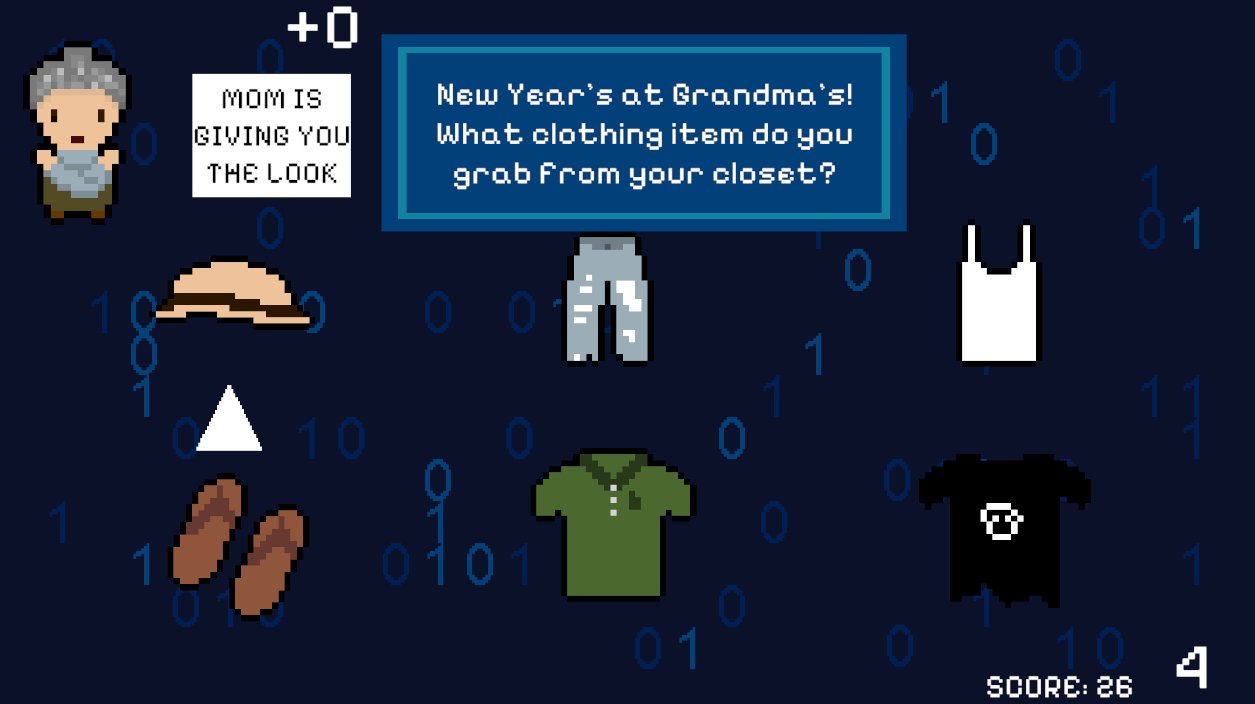 +0
MOM IS
GIVING YOU
THE LOOK
New Year's at Grandma's!
What clothing item do you
grab from your closet?
SCORE: 26
4